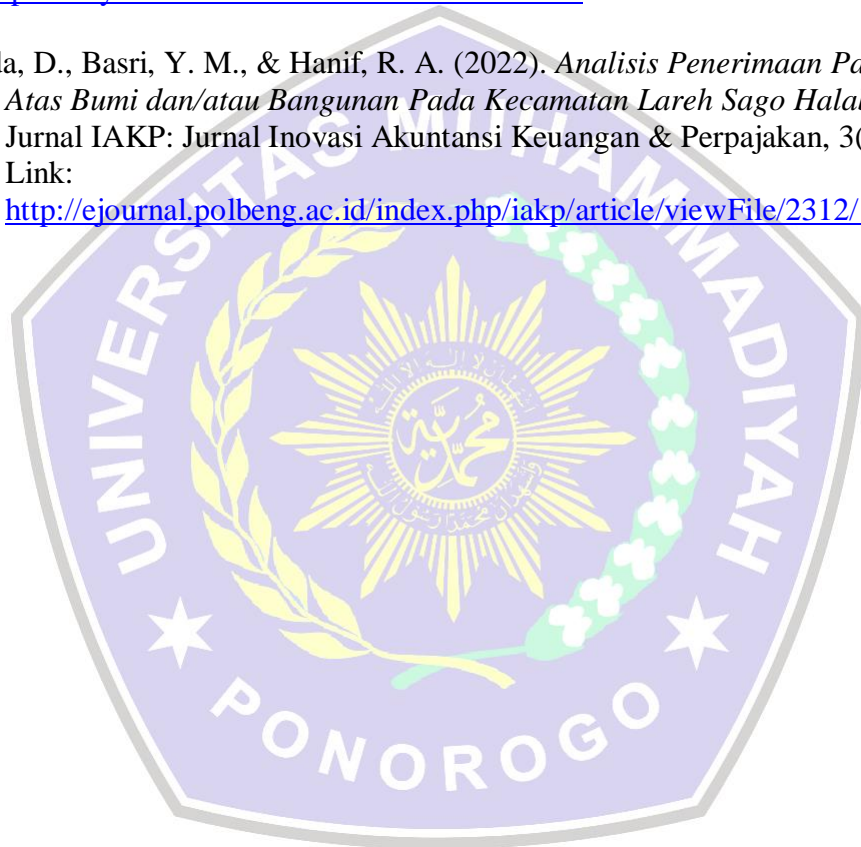 la, D., Basri, Y. M., & Hanif, R. A. (2022). Analisis Penerimaan Pa
Atas Bumi dan/atau Bangunan Pada Kecamatan Lareh Sago Hala
Jurnal IAKP: Jurnal Inovasi Akuntansi Keuangan & Perpajakan, 3(
Link:
http://ejournal.polbeng.ac.id/index.php/iakp/article/viewFile/2312/
UNIVERSITAS MUHAMMADIYAH
PONOROGO